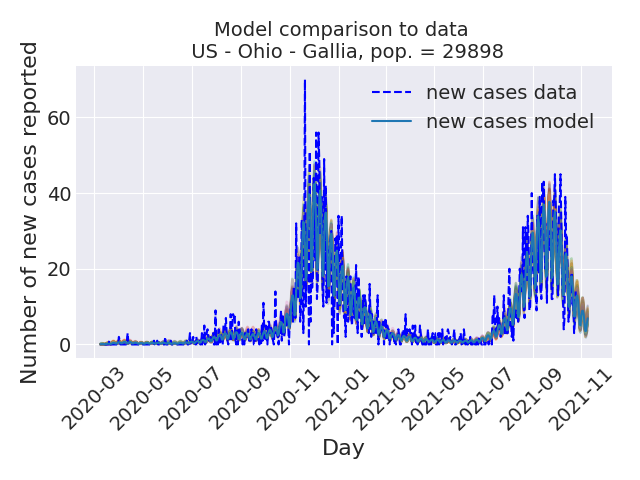 Model comparison to data
US - Ohio - Gallia, pop. = 29898
Number of new cases reported
60
40
20
0
new cases data
new cases model
2020-03
2020-05
2020-07
2020-09
2020-11
2021-01
2021-03
2021-05
2021-07
2021-09
2021-11
Day